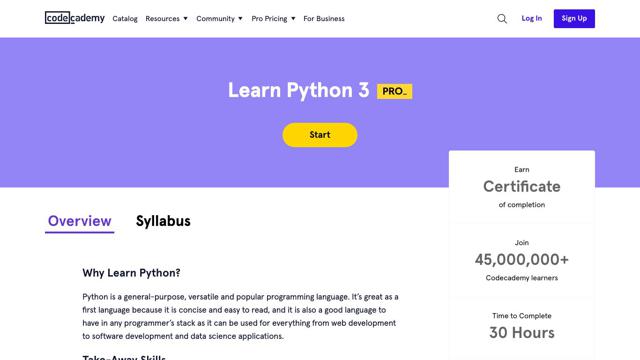 codecademy Catalog Resources Community Pro Pricing For Business Log In Sign Up
Learn Python 3 PRO_
Start
Earn
Certificate
of completion
Overview Syllabus
Join
45,000,000+
Codecademy learners
Why Learn Python?
Python is a general-purpose, versatile and popular programming language. It's great as a
first language because it is concise and easy to read, and it is also a good language to
have in any programmer's stack as it can be used for everything from web development
to software development and data science applications.
Time to Complete
30 Hours
Take-Away Skills